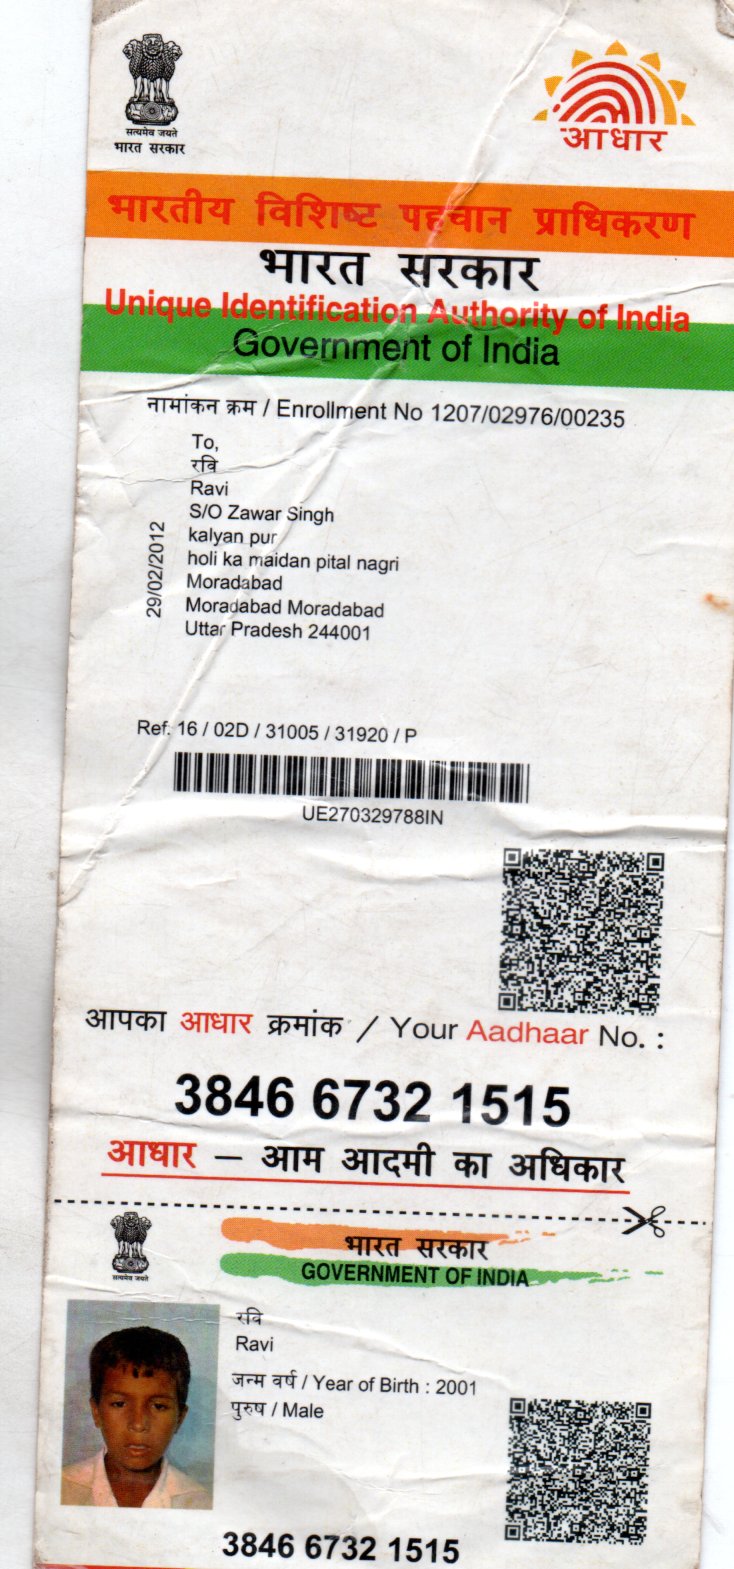 सत्यमेव जयते
भारत सरकार
आधार
भारतीय विशिष्ट पहचान प्राधिकरण
भारत सरकार
Unique Identification Authority of India
Government of India
नामांकन क्रम / Enrollment No 1207/02976/00235
To,
रवि
Ravi
S/O Zawar Singh
kalyan pur
holi ka maidan pital nagri
Moradabad
Moradabad Moradabad
Uttar Pradesh 244001
29/02/2012
Ref: 16 / 02D / 31005 / 31920 / P
UE270329788IN
आपका आधार क्रमांक / Your Aadhaar No. :
3846 6732 1515
आधार – आम आदमी का अधिकार
सत्यमेव जयते
भारत सरकार
GOVERNMENT OF INDIA
रवि
Ravi
जन्म वर्ष / Year of Birth : 2001
पुरुष / Male
3846 6732 1515